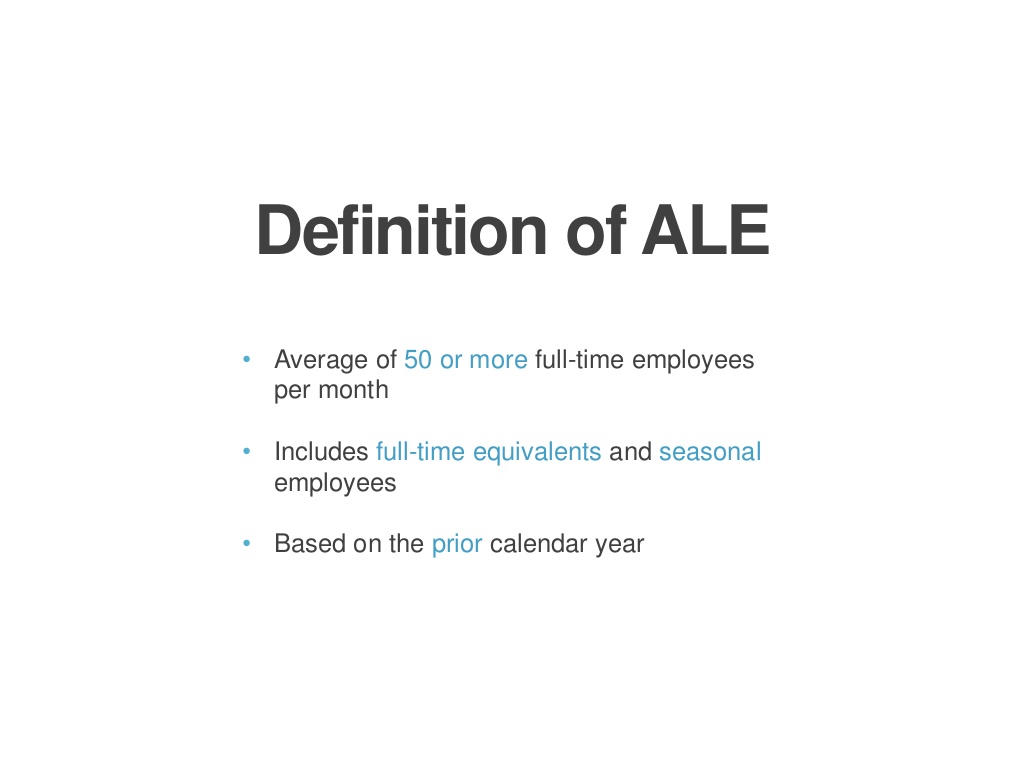 Definition of ALE
• Average of 50 or more full-time employees
per month
• Includes full-time equivalents and seasonal
employees
• Based on the prior calendar year